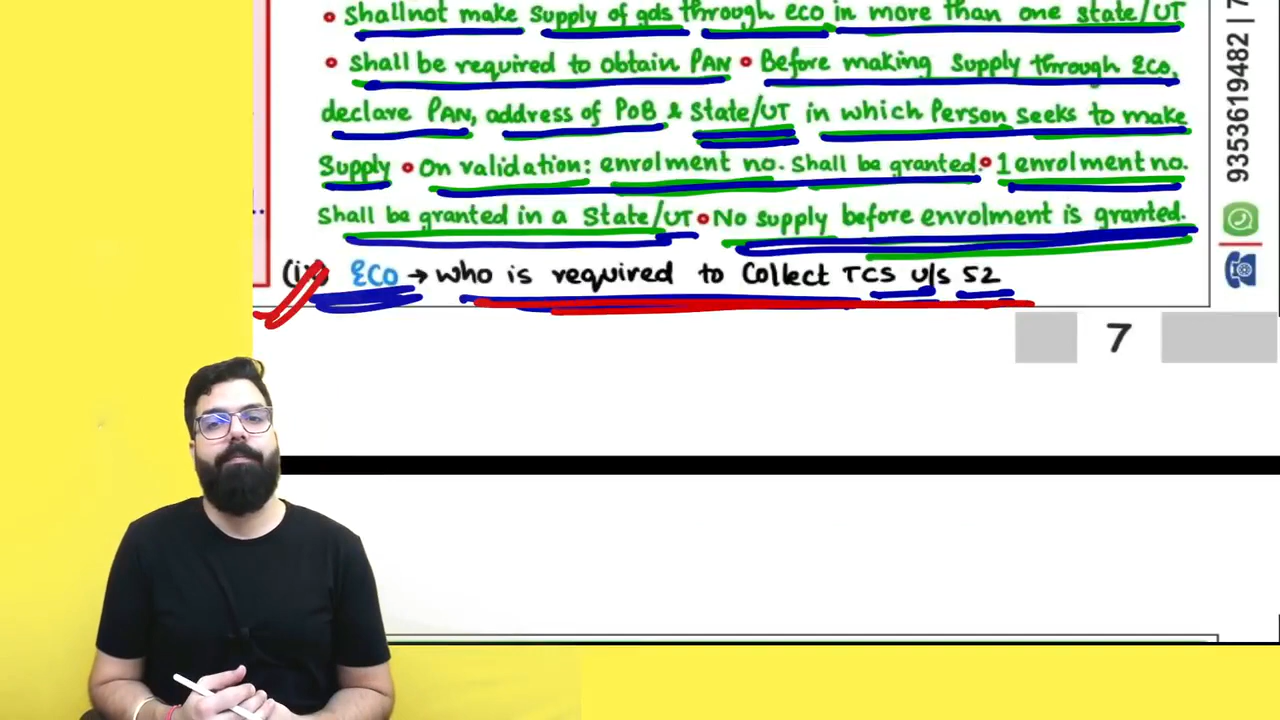 • Shallnot make Supply of gds through eco in more than one state/UT
• Shall be required to obtain PAN • Before making Supply through ECO,
declare PAN, address of PoB & State/UT in which Person seeks to make
Supply • On validation: enrolment no. Shall be granted. • 1 enrolment no.
Shall be granted in a State/UT • No supply before enrolment is granted.
ECO → Who is required to Collect TCS u/s 52
7
9353619482 | 7